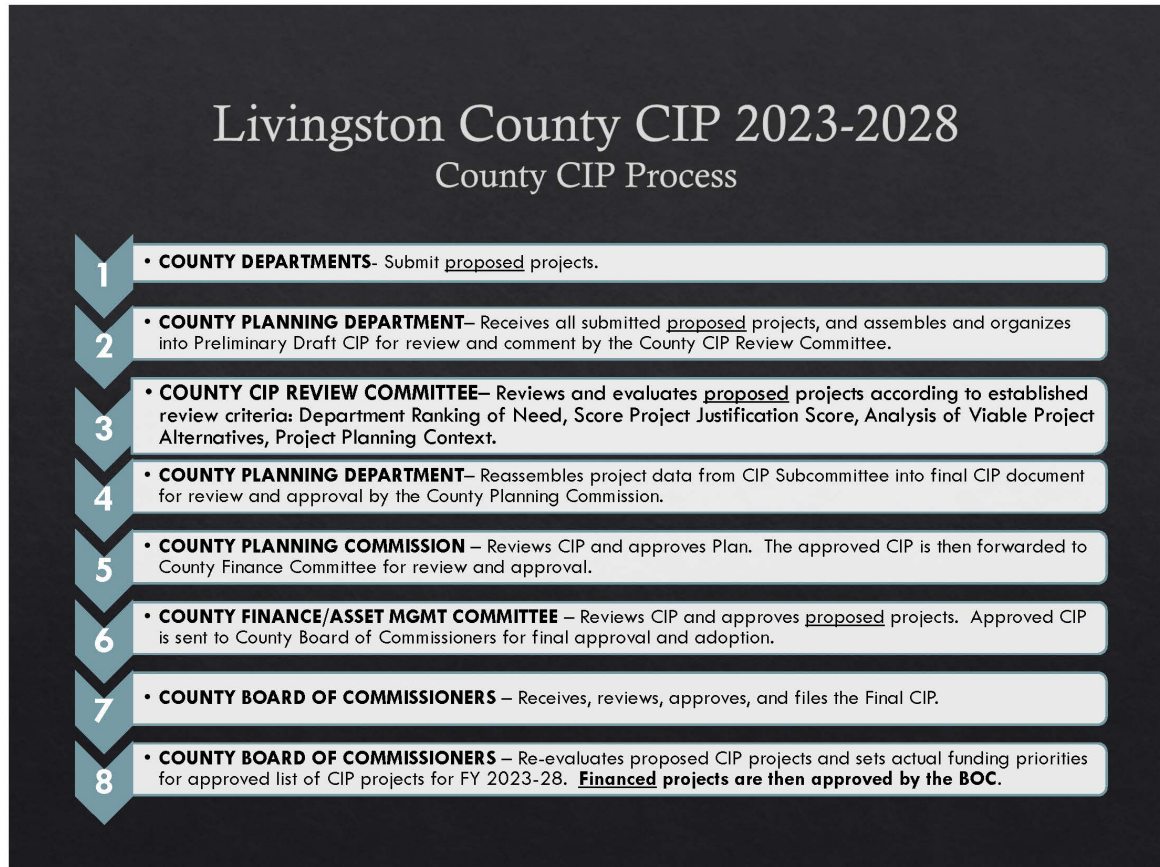 Livingston County CIP 2023-2028
County CIP Process
1
• COUNTY DEPARTMENTS- Submit proposed projects.
2
• COUNTY PLANNING DEPARTMENT– Receives all submitted proposed projects, and assembles and organizes
into Preliminary Draft CIP for review and comment by the County CIP Review Committee.
3
• COUNTY CIP REVIEW COMMITTEE– Reviews and evaluates proposed projects according to established
review criteria: Department Ranking of Need, Score Project Justification Score, Analysis of Viable Project
Alternatives, Project Planning Context.
4
• COUNTY PLANNING DEPARTMENT– Reassembles project data from CIP Subcommittee into final CIP document
for review and approval by the County Planning Commission.
5
• COUNTY PLANNING COMMISSION – Reviews CIP and approves Plan.  The approved CIP is then forwarded to
County Finance Committee for review and approval.
6
• COUNTY FINANCE/ASSET MGMT COMMITTEE – Reviews CIP and approves proposed projects.  Approved CIP
is sent to County Board of Commissioners for final approval and adoption.
7
• COUNTY BOARD OF COMMISSIONERS – Receives, reviews, approves, and files the Final CIP.
8
• COUNTY BOARD OF COMMISSIONERS – Re-evaluates proposed CIP projects and sets actual funding priorities
for approved list of CIP projects for FY 2023-28.  Financed projects are then approved by the BOC.